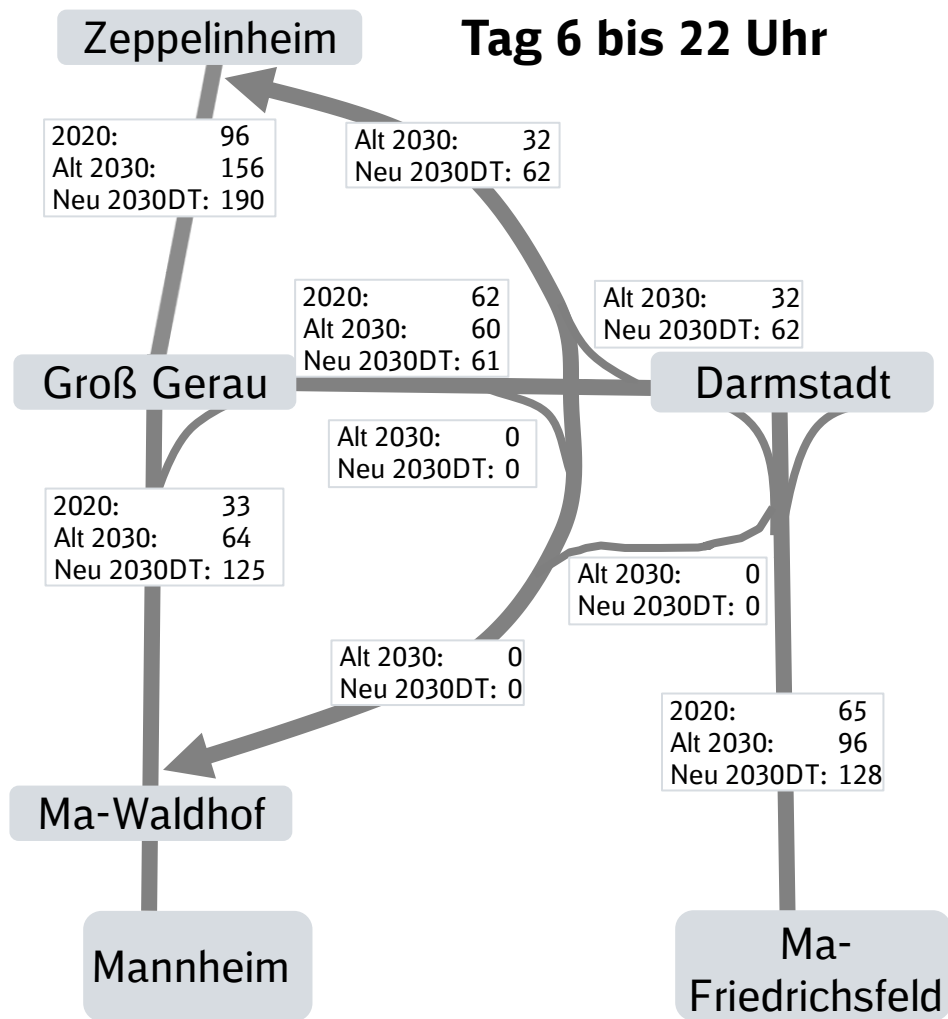 Zeppelinheim
Tag 6 bis 22 Uhr
2020: 96
Alt 2030: 156
Neu 2030DT: 190
Alt 2030: 32
Neu 2030DT: 62
2020: 62
Alt 2030: 60
Neu 2030DT: 61
Alt 2030: 32
Neu 2030DT: 62
Groß Gerau
Darmstadt
Alt 2030: 0
Neu 2030DT: 0
2020: 33
Alt 2030: 64
Neu 2030DT: 125
Alt 2030: 0
Neu 2030DT: 0
Alt 2030: 0
Neu 2030DT: 0
2020: 65
Alt 2030: 96
Neu 2030DT: 128
Ma-Waldhof
Mannheim
Ma-
Friedrichsfeld